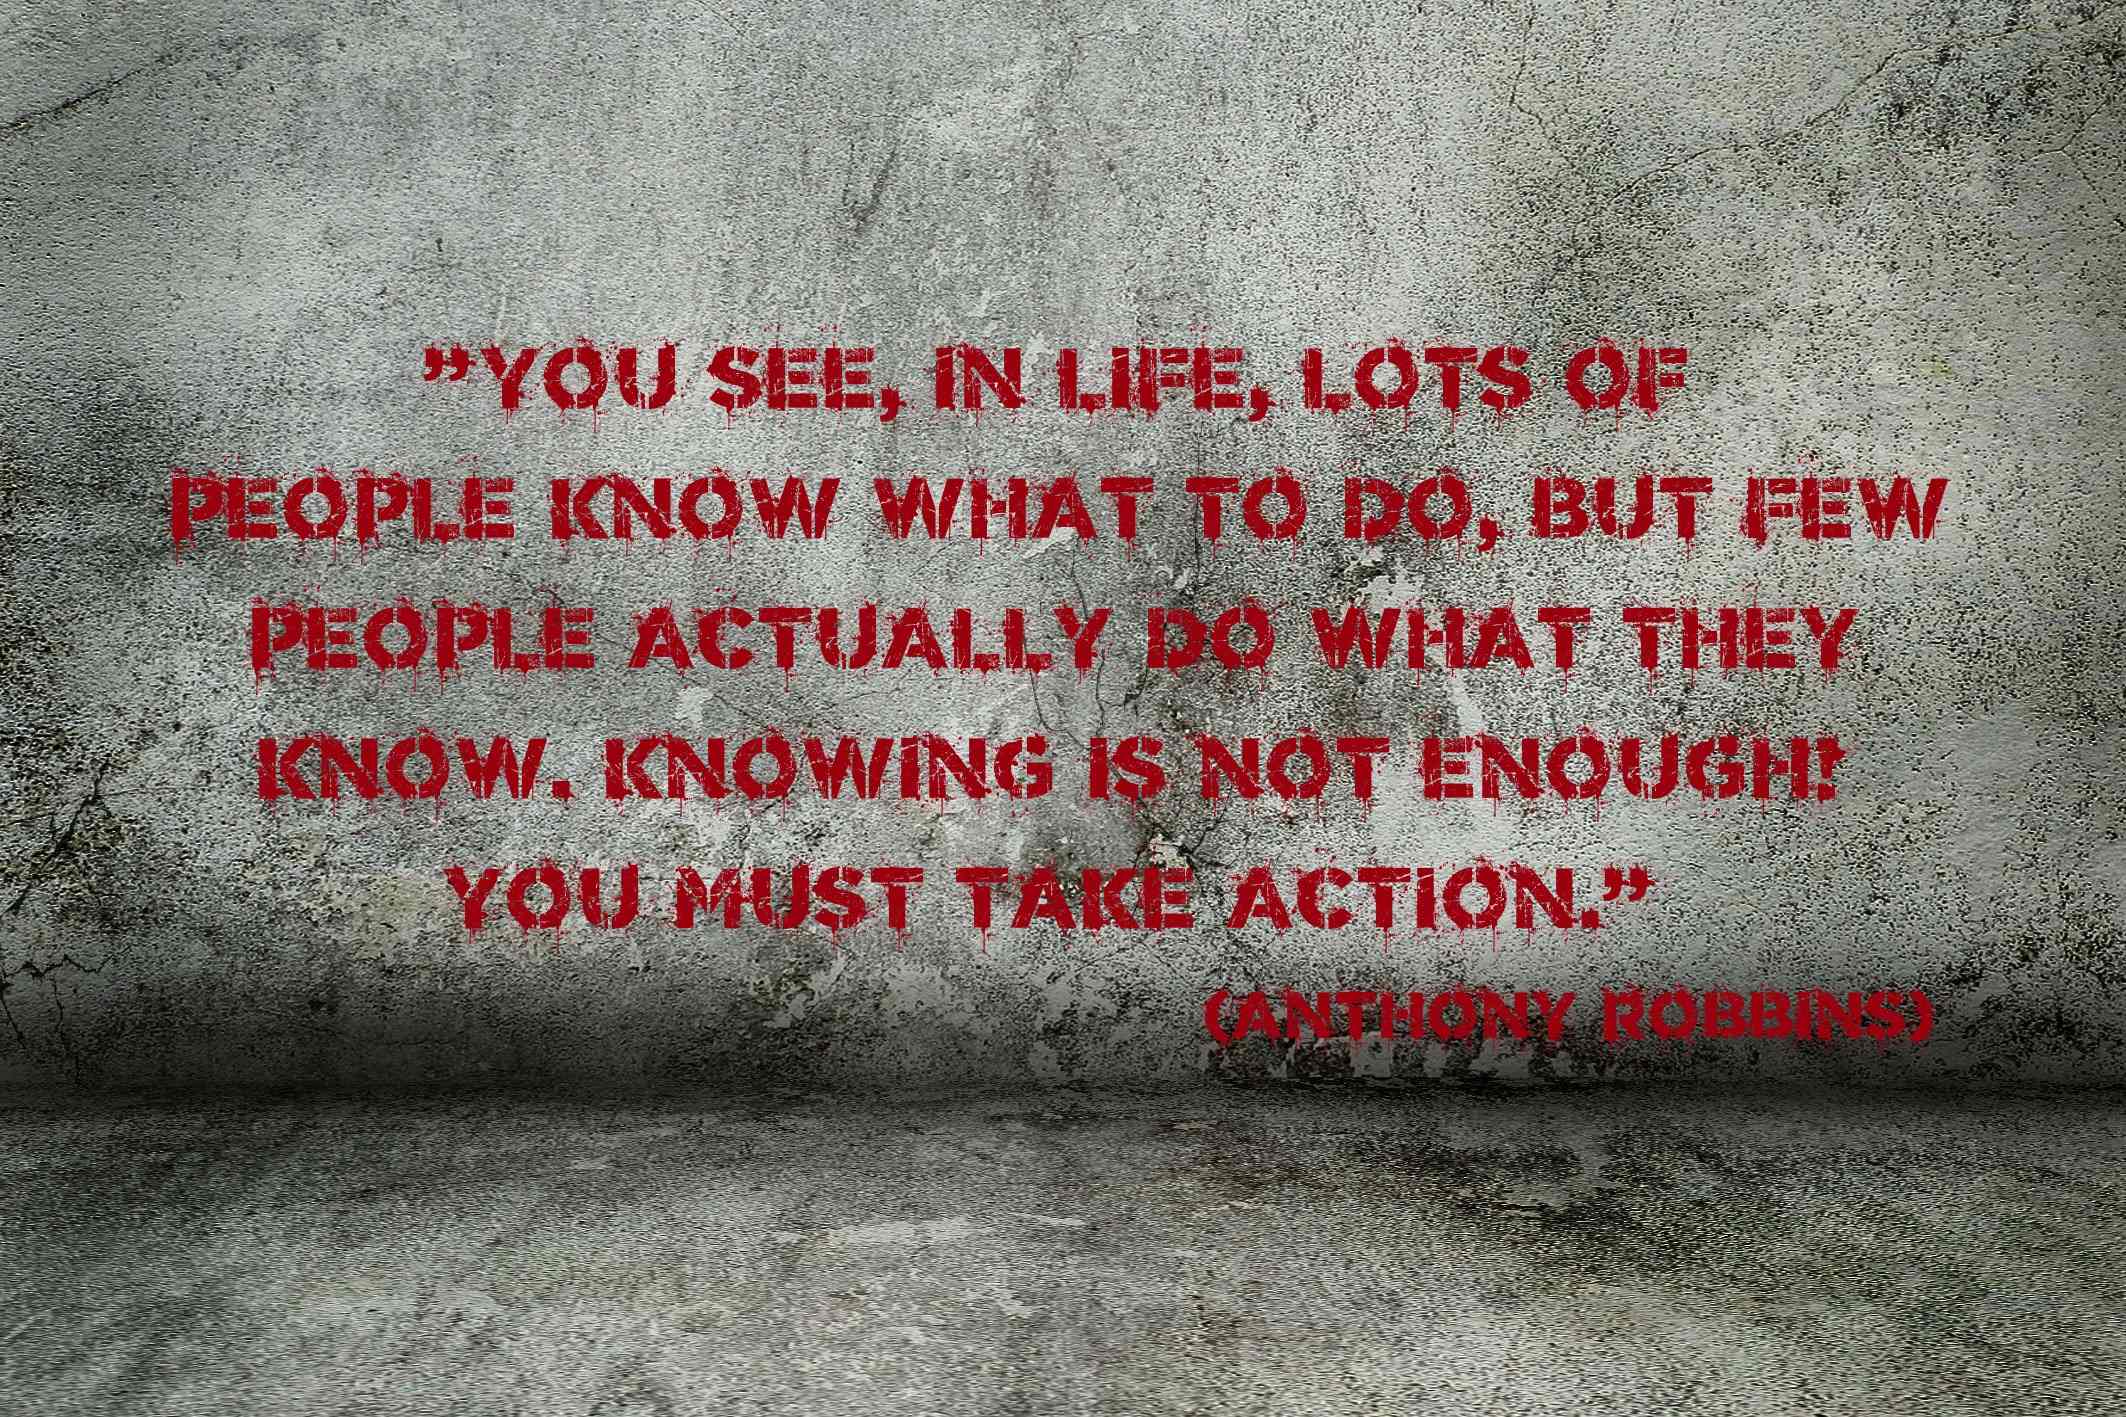 ”YOU SEE, IN LIFE, LOTS OF
PEOPLE KNOW WHAT TO DO, BUT FEW
PEOPLE ACTUALLY DO WHAT THEY
KNOW. KNOWING IS NOT ENOUGH!
YOU MUST TAKE ACTION.”
(ANTHONY ROBBINS)